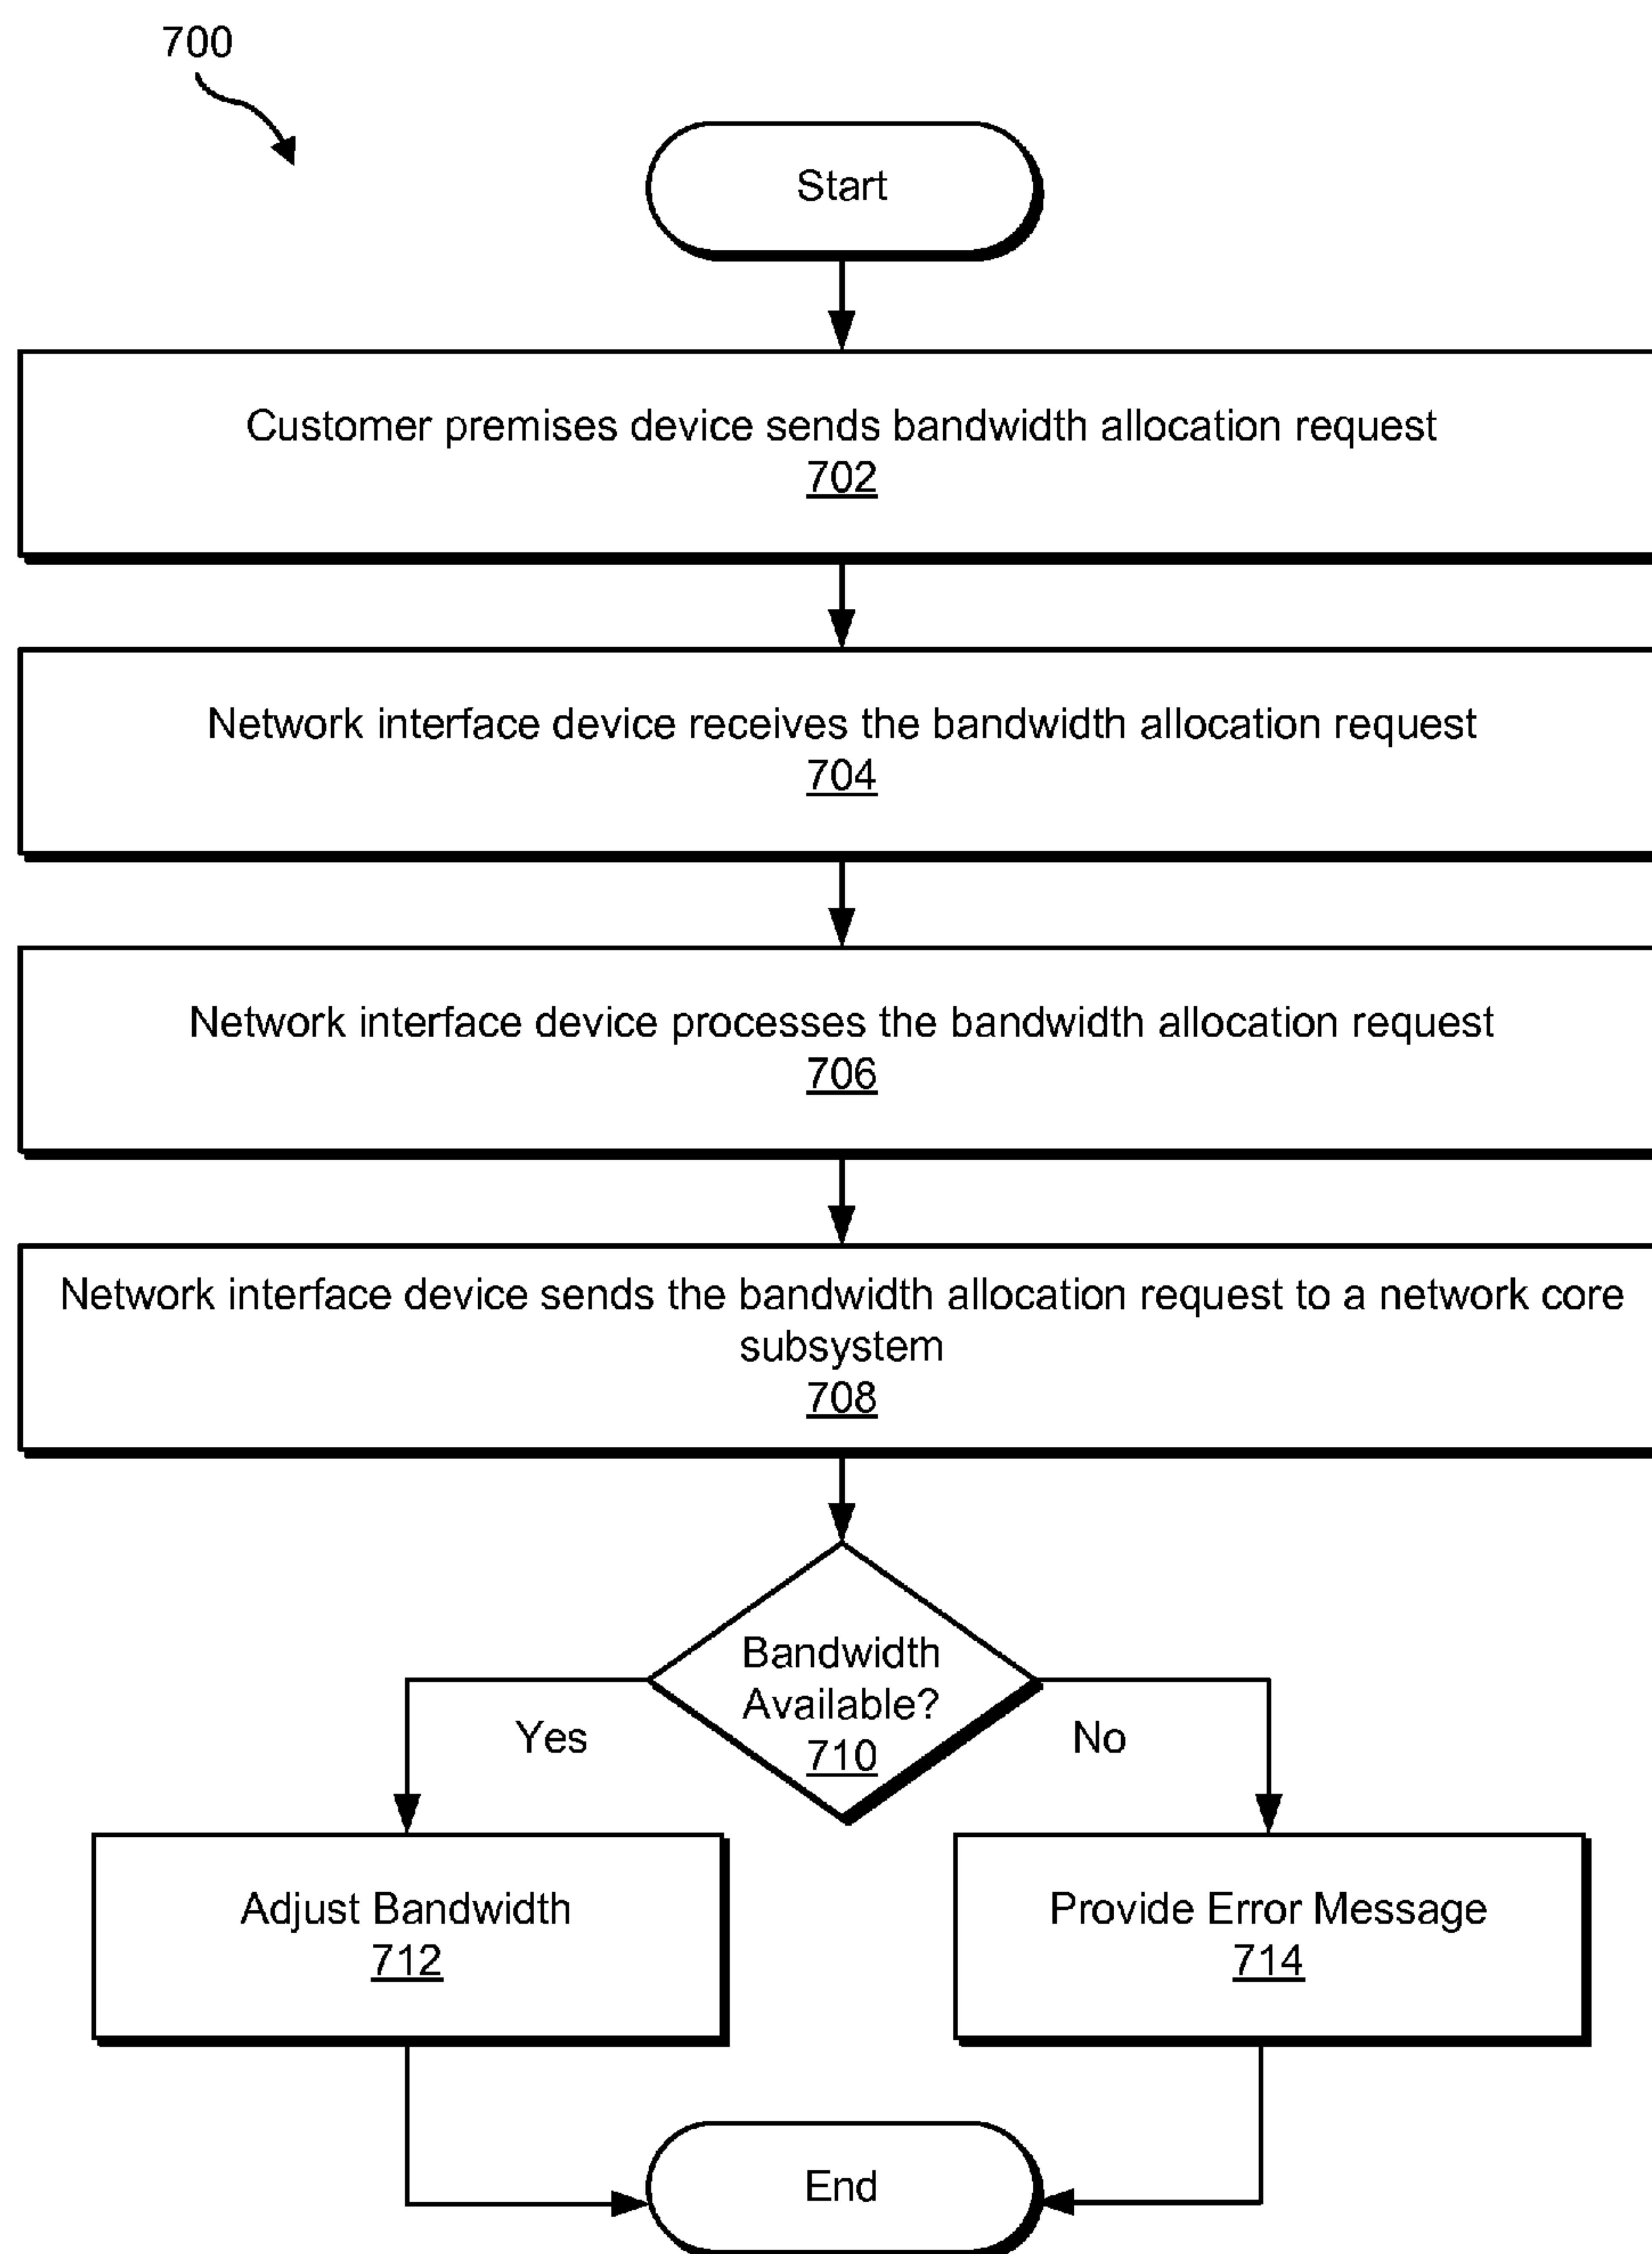 700
Start
Customer premises device sends bandwidth allocation request
702
Network interface device receives the bandwidth allocation request
704
Network interface device processes the bandwidth allocation request
706
Network interface device sends the bandwidth allocation request to a network core
subsystem
708
Bandwidth
Available?
710
Yes
No
Adjust Bandwidth
712
Provide Error Message
714
End